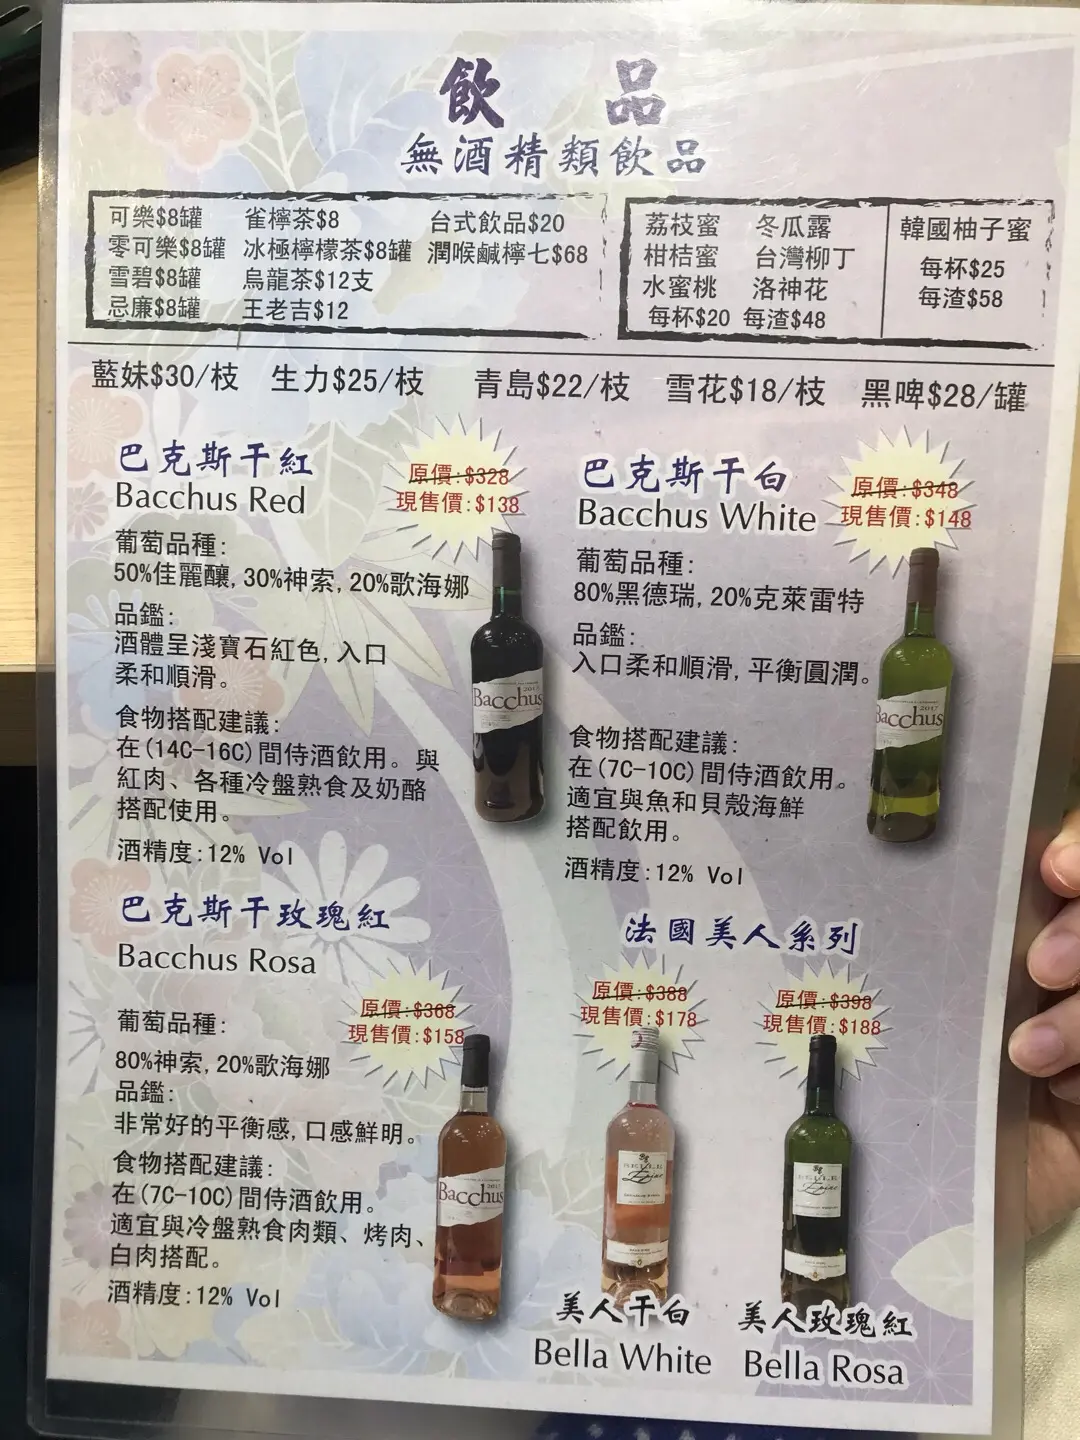 飲品
無酒精類飲品
可樂$8罐 雀檸茶$8 台式飲品$20
零可樂$8罐 冰極檸檬茶$8罐 潤喉鹹檸七$68
雪碧$8罐 烏龍茶$12支
忌廉$8罐 王老吉$12
荔枝蜜 冬瓜露
柑桔蜜 台灣柳丁
水蜜桃 洛神花
每杯$20 每渣$48
韓國柚子蜜
每杯$25
每渣$58
藍妹$30/枝 生力$25/枝 青島$22/枝 雪花$18/枝 黑啤$28/罐
巴克斯干紅
Bacchus Red
原價:$328
現售價:$138
葡萄品種:
50%佳麗釀,30%神索,20%歌海娜
品鑑:
酒體呈淺寶石紅色,入口
柔和順滑。
食物搭配建議:
在(14C-16C)間侍酒飲用。與
紅肉、各種冷盤熟食及奶酪
搭配使用。
酒精度:12% Vol
2017
Bacchus
巴克斯干白
Bacchus White
原價:$348
現售價:$148
葡萄品種:
80%黑德瑞,20%克萊雷特
品鑑:
入口柔和順滑,平衡圓潤。
食物搭配建議:
在(7C-10C)間侍酒飲用。
適宜與魚和貝殼海鮮
搭配飲用。
酒精度:12% Vol
2017
Bacchus
巴克斯干玫瑰紅
Bacchus Rosa
原價:$368
現售價:$158
葡萄品種:
80%神索,20%歌海娜
品鑑:
非常好的平衡感,口感鮮明。
食物搭配建議:
在(7C-10C)間侍酒飲用。
適宜與冷盤熟食肉類、烤肉、
白肉搭配。
酒精度:12% Vol
2017
Bacchus
法國美人系列
原價:$388
現售價:$178
原價:$398
現售價:$188
BELLE
BELLE
美人干白
Bella White
美人玫瑰紅
Bella Rosa